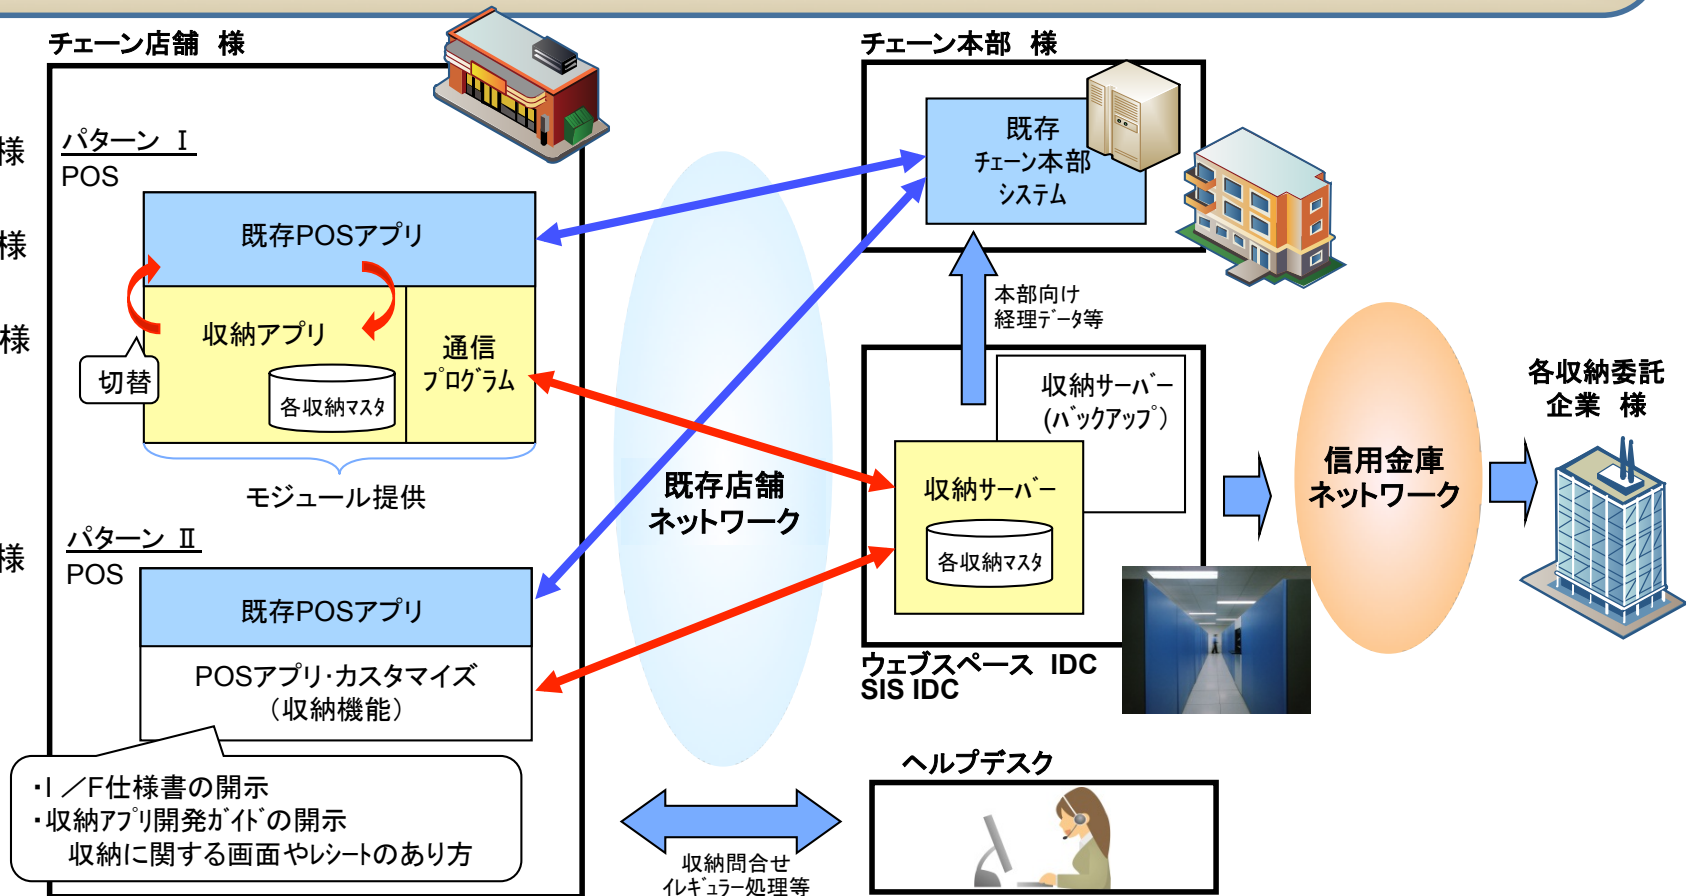 チェーン店舗 様
様
様
様
様
パターン Ⅰ
POS
既存POSアプリ
収納アプリ
通信
ﾌﾟﾛｸﾞﾗﾑ
各収納ﾏｽﾀ
切替
モジュール提供
パターン Ⅱ
POS
既存POSアプリ
POSアプリ・カスタマイズ
（収納機能）
・I／F仕様書の開示
・収納ｱﾌﾟﾘ開発ｶﾞｲﾄﾞの開示
収納に関する画面やﾚｼｰﾄのあり方
既存店舗
ネットワーク
収納問合せ
ｲﾚｷﾞｭﾗｰ処理等
チェーン本部 様
既存
ﾁｪｰﾝ本部
ｼｽﾃﾑ
本部向け
経理ﾃﾞｰﾀ等
収納ｻｰﾊﾞｰ
(ﾊﾞｯｸｱｯﾌﾟ）
収納ｻｰﾊﾞｰ
各収納ﾏｽﾀ
ウェブスペース IDC
SIS IDC
ヘルプデスク
信用金庫
ネットワーク
各収納委託
企業 様